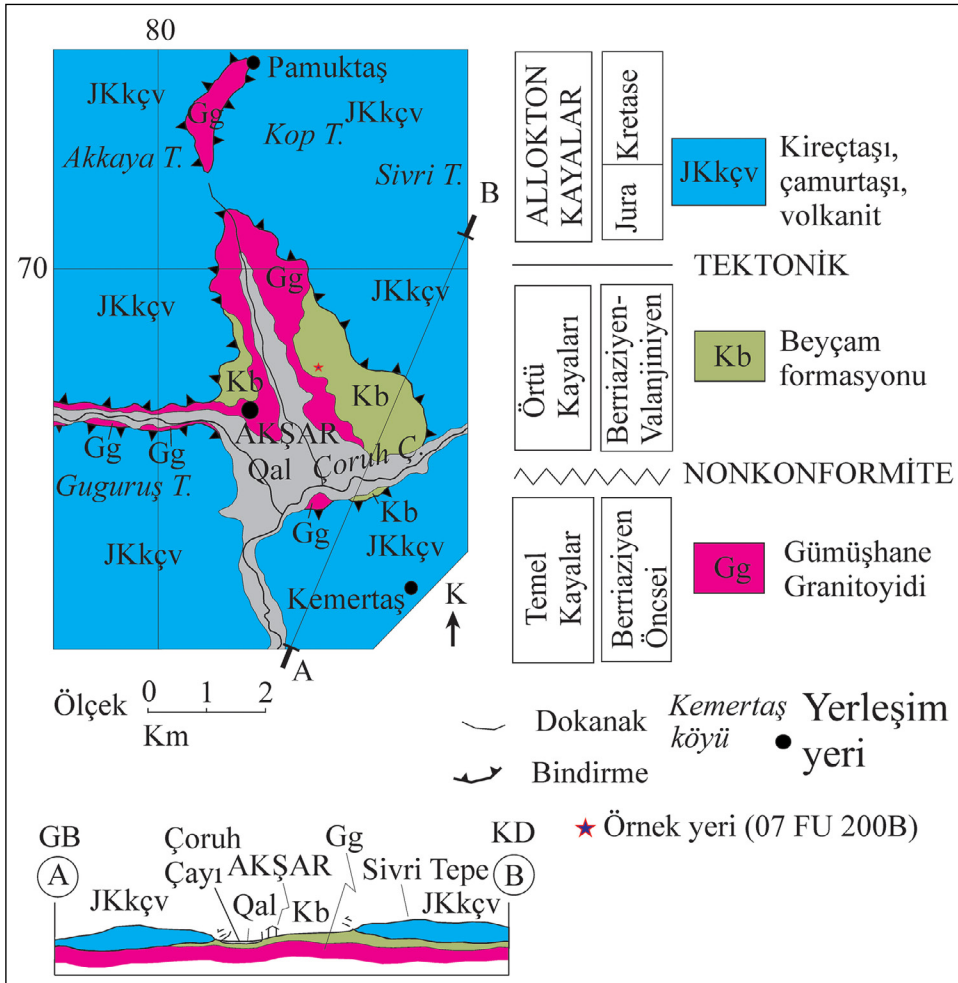 80
Pamuktaş
JKkçv
JKkçv
Gg
Kop T.
Akkaya T.
Sivri T.
B
70
Gg
JKkçv
JKkçv
Kb
Kb
AKŞAR
Gg
Gg
Qal
Çoruh Ç.
Guguruş T.
Kb
Gg
JKkçv
JKkçv
Kemertaş
K
A
Ölçek
0 1 2
Km
ALLOKTON
KAYALAR
Kretase
Jura
JKkçv
Kireçtaşı,
çamurtaşı,
volkanit
TEKTONİK
Örtü
Kayaları
Berriaziyen-
Valanjiniyen
Kb
Beyçam
formasyonu
NONKONFORMİTE
Temel
Kayalar
Berriaziyen
Öncsei
Gg
Gümüşhane
Granitoyidi
Dokanak
Bindirme
Kemertaş
köyü
Yerleşim
yeri
Örnek yeri (07 FU 200B)
GB
A
JKkçv
Çoruh
Çayı
AKŞAR
Qal
Kb
Gg
Sivri Tepe
JKkçv
KD
B